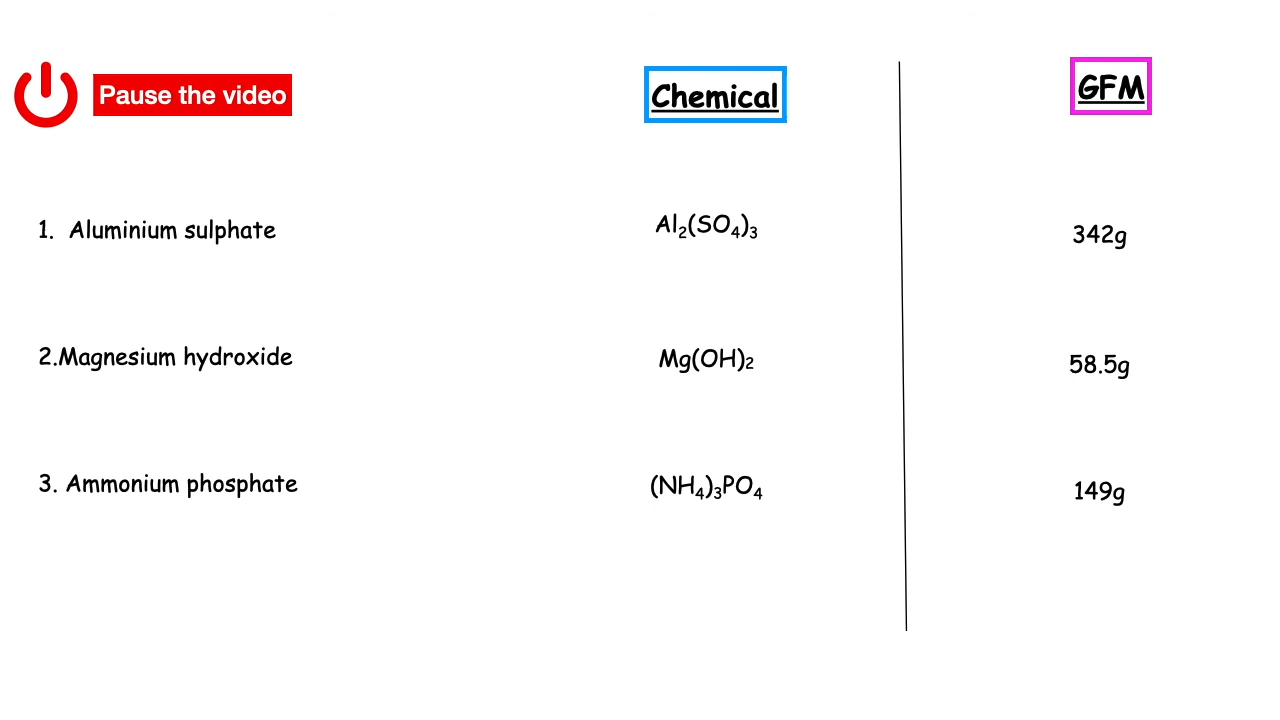 Pause the video
Chemical
GFM
1. Aluminium sulphate
Al₂(SO₄)₃
342g
2.Magnesium hydroxide
Mg(OH)₂
58.5g
3. Ammonium phosphate
(NH₄)₃PO₄
149g